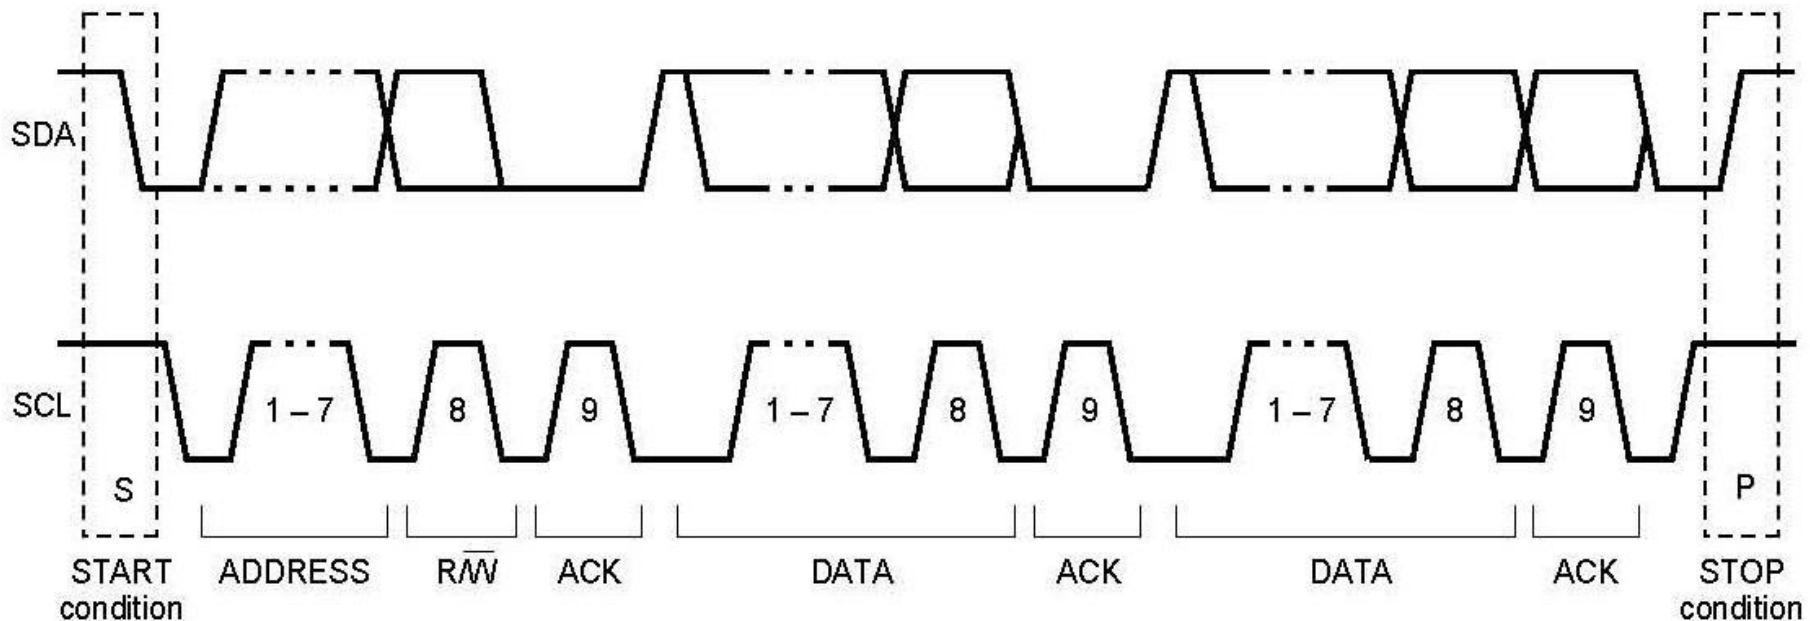 SDA
SCL
1 – 7
8
9
1 – 7
8
9
1 – 7
8
9
S
P
START
condition
ADDRESS
R/W̅
ACK
DATA
ACK
DATA
ACK
STOP
condition